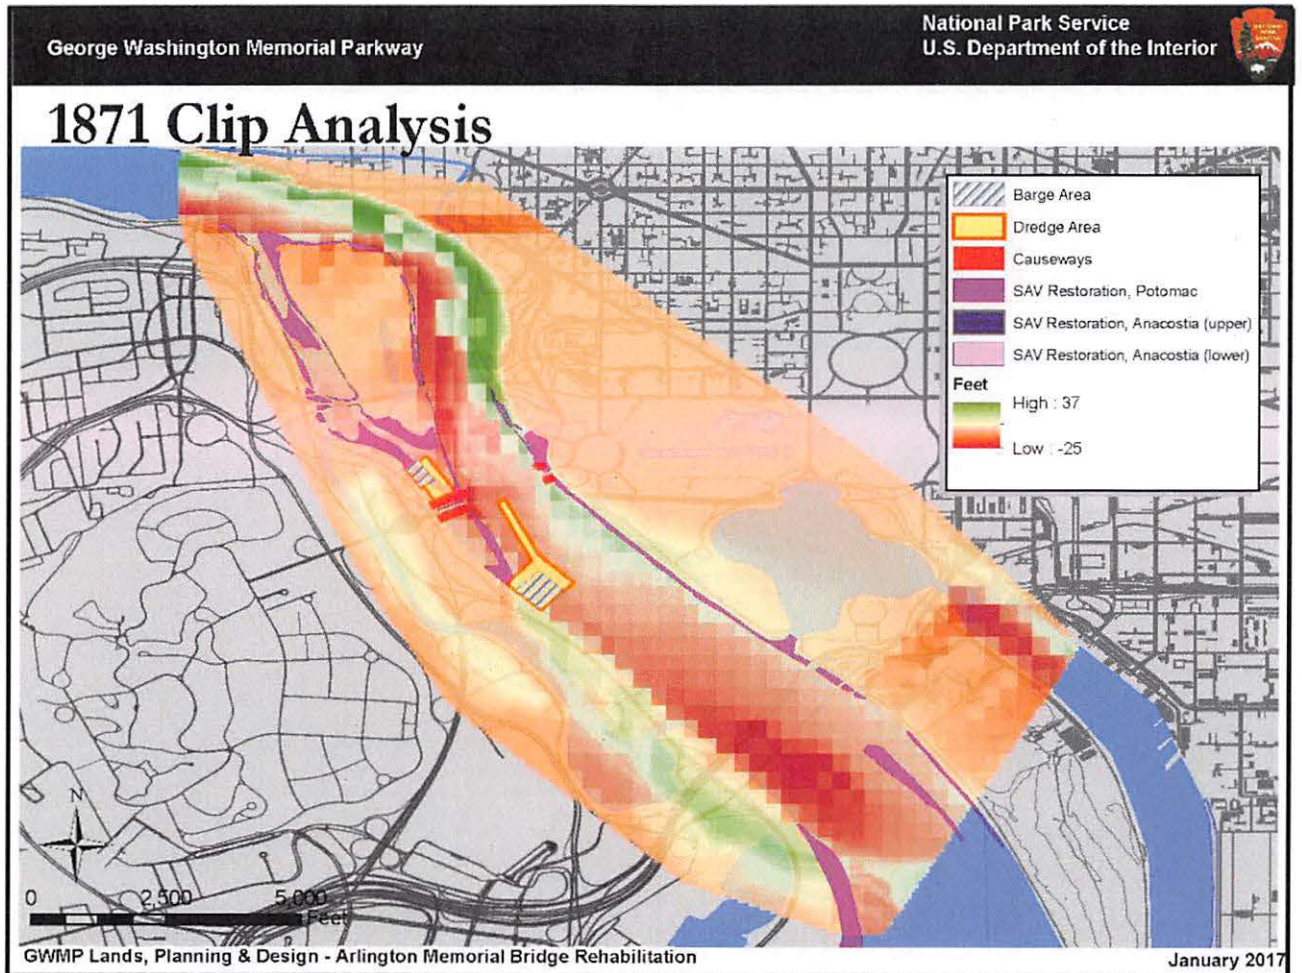 George Washington Memorial Parkway
National Park Service
U.S. Department of the Interior
1871 Clip Analysis
Barge Area
Dredge Area
Causeways
SAV Restoration, Potomac
SAV Restoration, Anacostia (upper)
SAV Restoration, Anacostia (lower)
Feet
High : 37
Low : -25
N
0 2,500 5,000
Feet
GWMP Lands, Planning & Design - Arlington Memorial Bridge Rehabilitation
January 2017